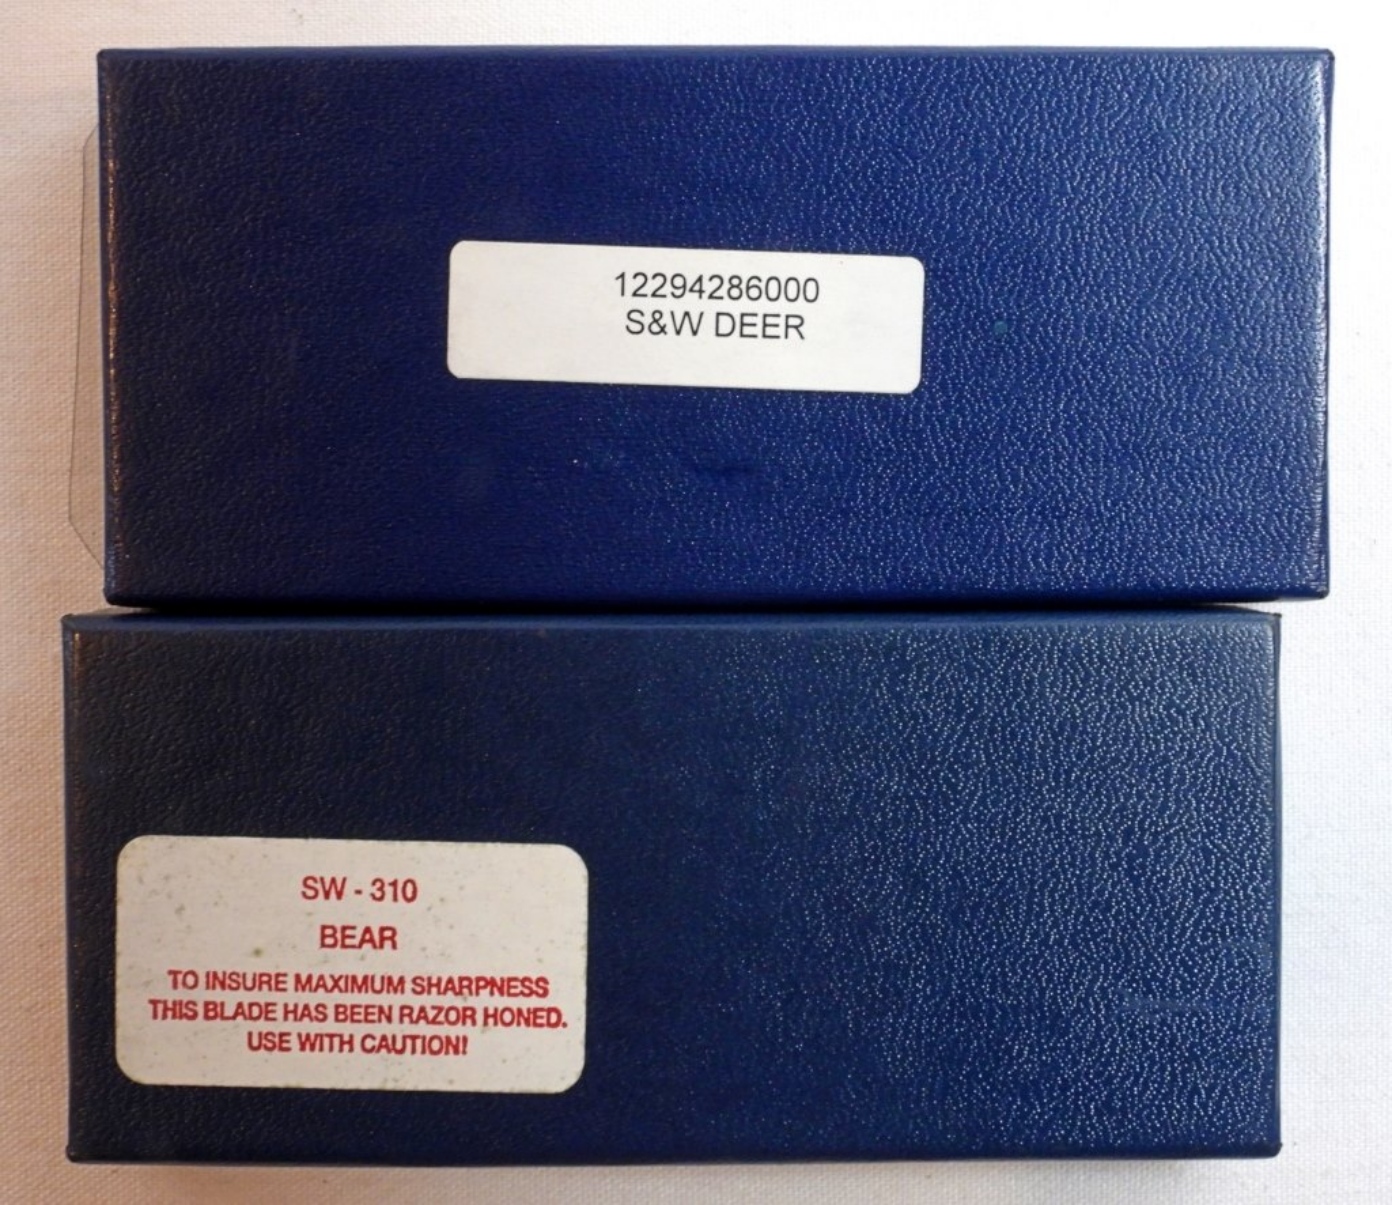 12294286000
S&W DEER
SW - 310
BEAR
TO INSURE MAXIMUM SHARPNESS
THIS BLADE HAS BEEN RAZOR HONED.
USE WITH CAUTION!